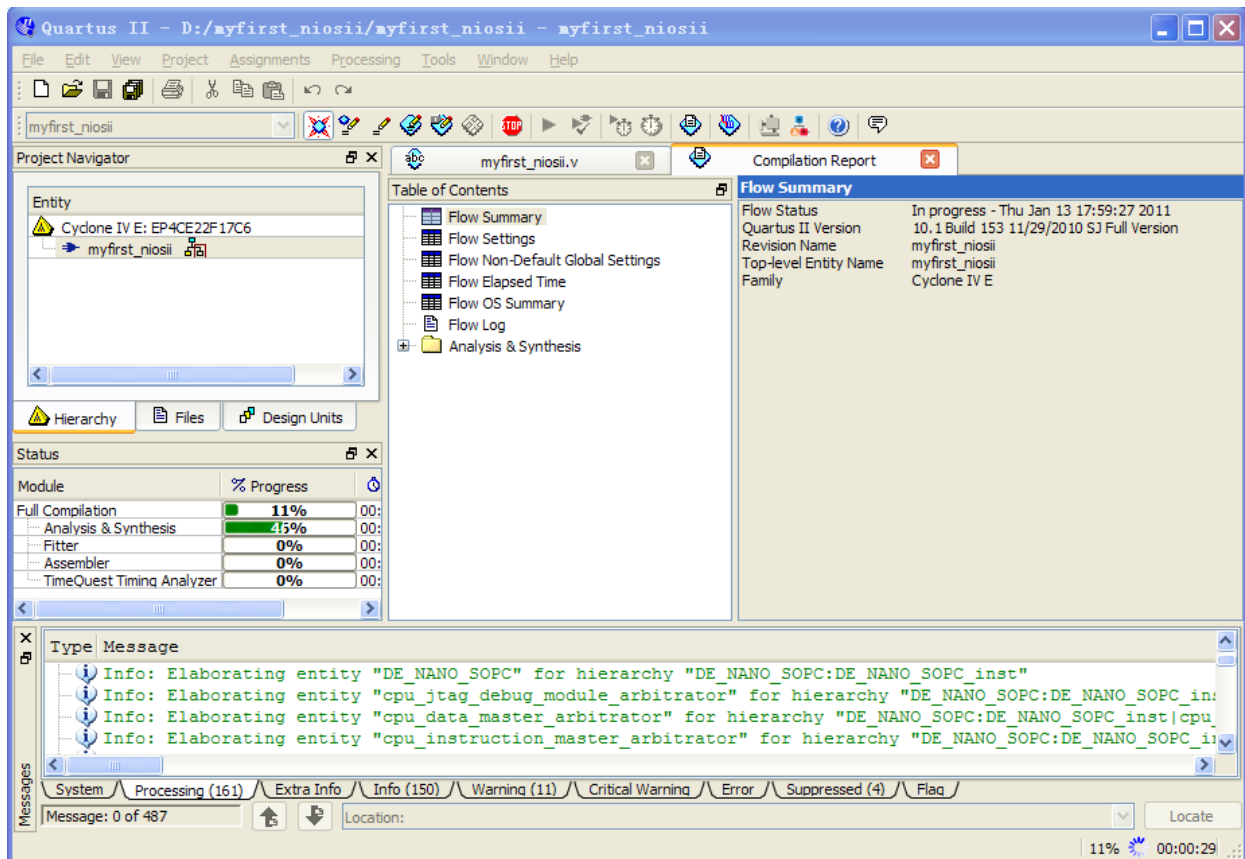 Quartus II - D:/myfirst_niosii/myfirst_niosii - myfirst_niosii
File Edit View Project Assignments Processing Tools Window Help
myfirst_niosii
STOP
Project Navigator
Entity
Cyclone IV E: EP4CE22F17C6
myfirst_niosii
Hierarchy Files Design Units
Status
Module % Progress
Full Compilation 11% 00:
Analysis & Synthesis 45% 00:
Fitter 0% 00:
Assembler 0% 00:
TimeQuest Timing Analyzer 0% 00:
abc myfirst_niosii.v Compilation Report
Table of Contents
Flow Summary
Flow Settings
Flow Non-Default Global Settings
Flow Elapsed Time
Flow OS Summary
Flow Log
Analysis & Synthesis
Flow Summary
Flow Status In progress - Thu Jan 13 17:59:27 2011
Quartus II Version 10.1 Build 153 11/29/2010 SJ Full Version
Revision Name myfirst_niosii
Top-level Entity Name myfirst_niosii
Family Cyclone IV E
Type Message
Info: Elaborating entity "DE_NANO_SOPC" for hierarchy "DE_NANO_SOPC:DE_NANO_SOPC_inst"
Info: Elaborating entity "cpu_jtag_debug_module_arbitrator" for hierarchy "DE_NANO_SOPC:DE_NANO_SOPC_ins
Info: Elaborating entity "cpu_data_master_arbitrator" for hierarchy "DE_NANO_SOPC:DE_NANO_SOPC_inst|cpu_
Info: Elaborating entity "cpu_instruction_master_arbitrator" for hierarchy "DE_NANO_SOPC:DE_NANO_SOPC_i
System Processing (161) Extra Info Info (150) Warning (11) Critical Warning Error Suppressed (4) Flag
Messages
Message: 0 of 487 Location: Locate
11% 00:00:29